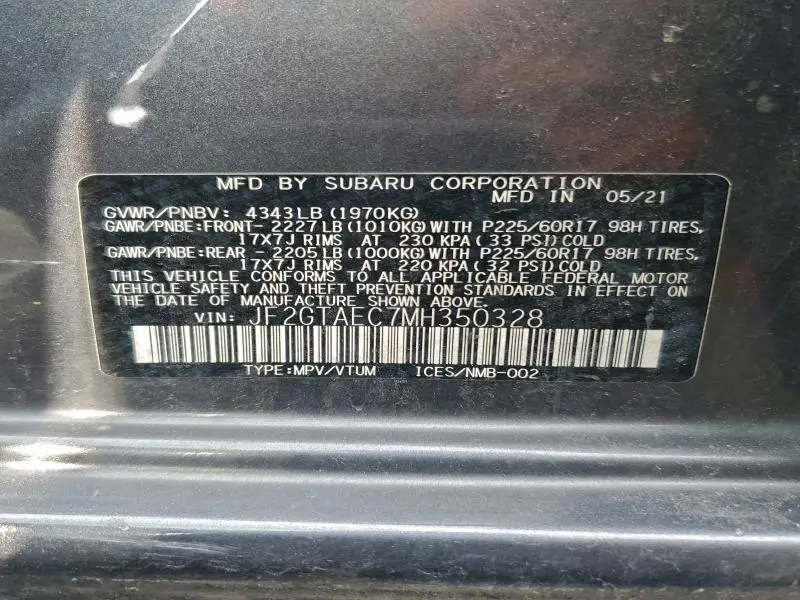 MFD BY SUBARU CORPORATION
MFD IN 05/21
GVWR/PNBV: 4343LB (1970KG)
GAWR/PNBE:FRONT- 2227LB (1010KG) WITH P225/60R17 98H TIRES,
17X7J RIMS AT 230 KPA ( 33 PSI) COLD
GAWR/PNBE:REAR - 2205LB (1000KG) WITH P225/60R17 98H TIRES,
17X7J RIMS AT 220 KPA ( 32 PSI) COLD
THIS VEHICLE CONFORMS TO ALL APPLICABLE FEDERAL MOTOR
VEHICLE SAFETY AND THEFT PREVENTION STANDARDS IN EFFECT ON
THE DATE OF MANUFACTURE SHOWN ABOVE.
VIN: JF2GTAEC7MH350328
TYPE:MPV/VTUM ICES/NMB-002